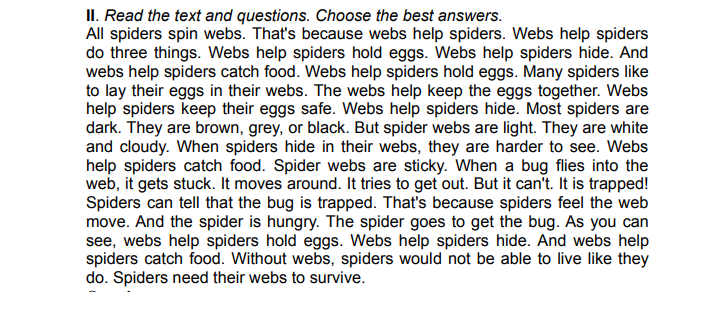 II. Read the text and questions. Choose the best answers.
All spiders spin webs. That's because webs help spiders. Webs help spiders
do three things. Webs help spiders hold eggs. Webs help spiders hide. And
webs help spiders catch food. Webs help spiders hold eggs. Many spiders like
to lay their eggs in their webs. The webs help keep the eggs together. Webs
help spiders keep their eggs safe. Webs help spiders hide. Most spiders are
dark. They are brown, grey, or black. But spider webs are light. They are white
and cloudy. When spiders hide in their webs, they are harder to see. Webs
help spiders catch food. Spider webs are sticky. When a bug flies into the
web, it gets stuck. It moves around. It tries to get out. But it can't. It is trapped!
Spiders can tell that the bug is trapped. That's because spiders feel the web
move. And the spider is hungry. The spider goes to get the bug. As you can
see, webs help spiders hold eggs. Webs help spiders hide. And webs help
spiders catch food. Without webs, spiders would not be able to live like they
do. Spiders need their webs to survive.